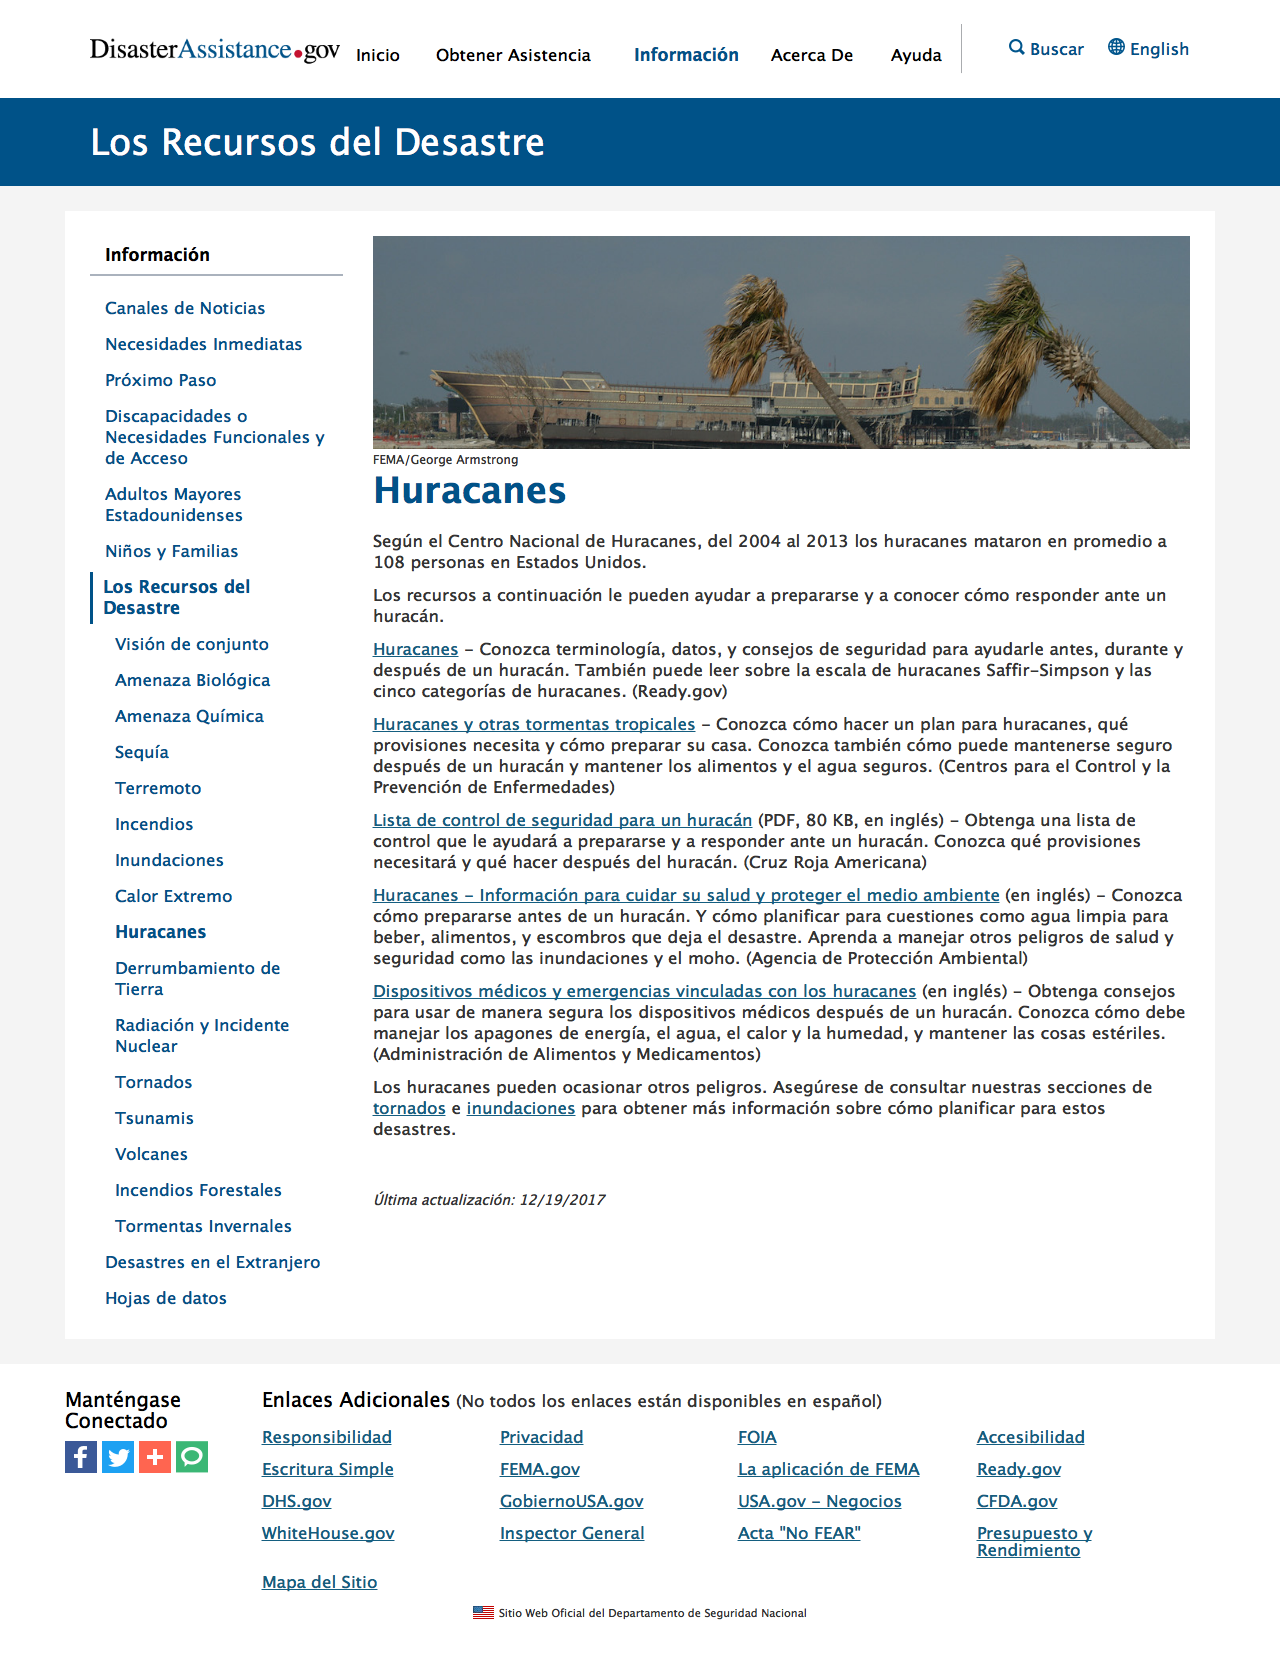 DisasterAssistance.gov
Inicio
Obtener Asistencia
Información
Acerca De
Ayuda
Buscar
English
Los Recursos del Desastre
Información
Canales de Noticias
Necesidades Inmediatas
Próximo Paso
Discapacidades o
Necesidades Funcionales y
de Acceso
Adultos Mayores
Estadounidenses
Niños y Familias
Los Recursos del
Desastre
Visión de conjunto
Amenaza Biológica
Amenaza Química
Sequía
Terremoto
Incendios
Inundaciones
Calor Extremo
Huracanes
Derrumbamiento de
Tierra
Radiación y Incidente
Nuclear
Tornados
Tsunamis
Volcanes
Incendios Forestales
Tormentas Invernales
Desastres en el Extranjero
Hojas de datos
FEMA/George Armstrong
Huracanes
Según el Centro Nacional de Huracanes, del 2004 al 2013 los huracanes mataron en promedio a
108 personas en Estados Unidos.
Los recursos a continuación le pueden ayudar a prepararse y a conocer cómo responder ante un
huracán.
Huracanes – Conozca terminología, datos, y consejos de seguridad para ayudarle antes, durante y
después de un huracán. También puede leer sobre la escala de huracanes Saffir-Simpson y las
cinco categorías de huracanes. (Ready.gov)
Huracanes y otras tormentas tropicales – Conozca cómo hacer un plan para huracanes, qué
provisiones necesita y cómo preparar su casa. Conozca también cómo puede mantenerse seguro
después de un huracán y mantener los alimentos y el agua seguros. (Centros para el Control y la
Prevención de Enfermedades)
Lista de control de seguridad para un huracán (PDF, 80 KB, en inglés) – Obtenga una lista de
control que le ayudará a prepararse y a responder ante un huracán. Conozca qué provisiones
necesitará y qué hacer después del huracán. (Cruz Roja Americana)
Huracanes – Información para cuidar su salud y proteger el medio ambiente (en inglés) – Conozca
cómo prepararse antes de un huracán. Y cómo planificar para cuestiones como agua limpia para
beber, alimentos, y escombros que deja el desastre. Aprenda a manejar otros peligros de salud y
seguridad como las inundaciones y el moho. (Agencia de Protección Ambiental)
Dispositivos médicos y emergencias vinculadas con los huracanes (en inglés) – Obtenga consejos
para usar de manera segura los dispositivos médicos después de un huracán. Conozca cómo debe
manejar los apagones de energía, el agua, el calor y la humedad, y mantener las cosas estériles.
(Administración de Alimentos y Medicamentos)
Los huracanes pueden ocasionar otros peligros. Asegúrese de consultar nuestras secciones de
tornados e inundaciones para obtener más información sobre cómo planificar para estos
desastres.
Última actualización: 12/19/2017
Manténgase
Conectado
Enlaces Adicionales (No todos los enlaces están disponibles en español)
Responsibilidad
Privacidad
FOIA
Accesibilidad
Escritura Simple
FEMA.gov
La aplicación de FEMA
Ready.gov
DHS.gov
GobiernoUSA.gov
USA.gov – Negocios
CFDA.gov
WhiteHouse.gov
Inspector General
Acta "No FEAR"
Presupuesto y
Rendimiento
Mapa del Sitio
Sitio Web Oficial del Departamento de Seguridad Nacional